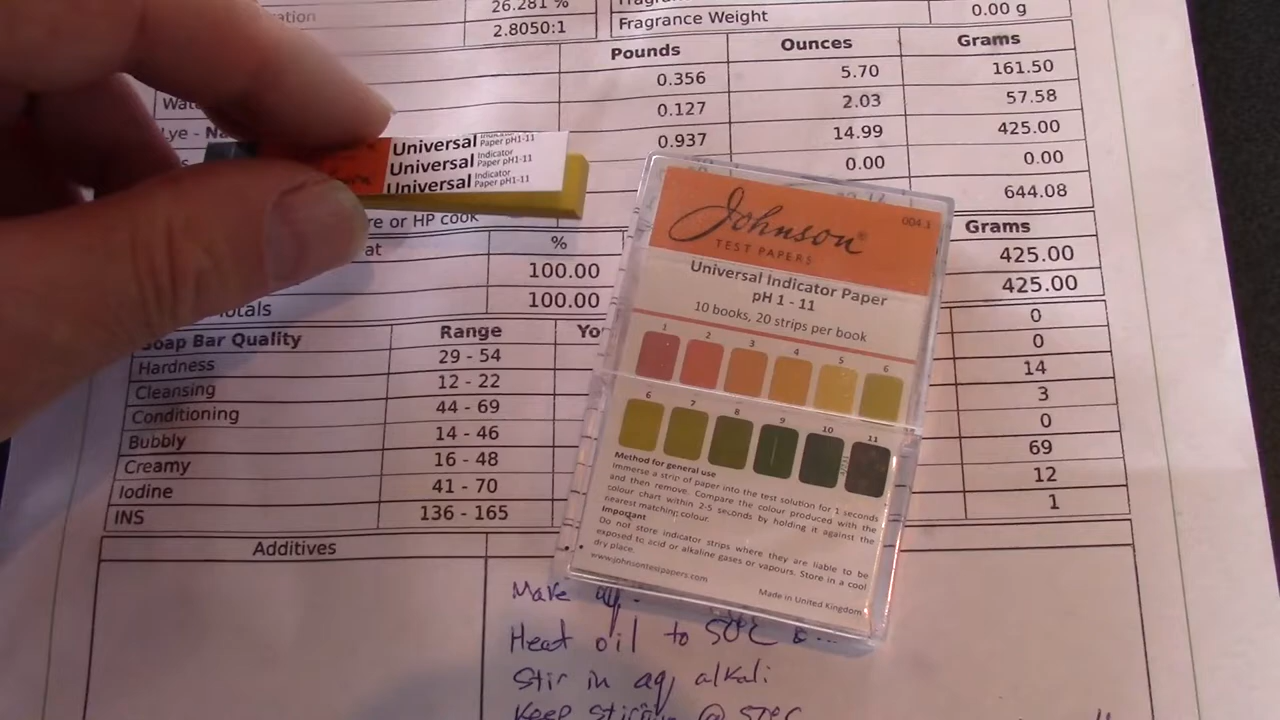 26.281 %
2.8050:1
Fragrance Weight
0.00 g
Pounds Ounces Grams
0.356 5.70 161.50
0.127 2.03 57.58
Lye -
0.937 14.99 425.00
0.00 0.00
644.08
re or HP cook
Grams
at %
100.00 425.00
Totals 100.00 425.00
Soap Bar Quality Range 0
Hardness 29 - 54 0
Cleansing 12 - 22 14
Conditioning 44 - 69 3
Bubbly 14 - 46 0
Creamy 16 - 48 69
Iodine 41 - 70 12
INS 136 - 165 1
Additives
Make aq.
Heat oil to 50°C
Stir in aq alkali
Keep stirring @ 50°C
Universal Indicator Paper pH1-11
Universal Indicator Paper pH1-11
Universal Indicator Paper pH1-11
004.1
Johnson®
TEST PAPERS
Universal Indicator Paper
pH 1 - 11
10 books, 20 strips per book
1 2 3 4 5 6
6 7 8 9 10 11
Method for general use
Immerse a strip of paper into the test solution for 1 seconds
and then remove. Compare the colour produced with the
colour chart within 2-5 seconds by holding it against the
nearest matching colour.
Important
Do not store indicator strips where they are liable to be
exposed to acid or alkaline gases or vapours. Store in a cool
dry place.
www.johnsontestpapers.com
Made in United Kingdom